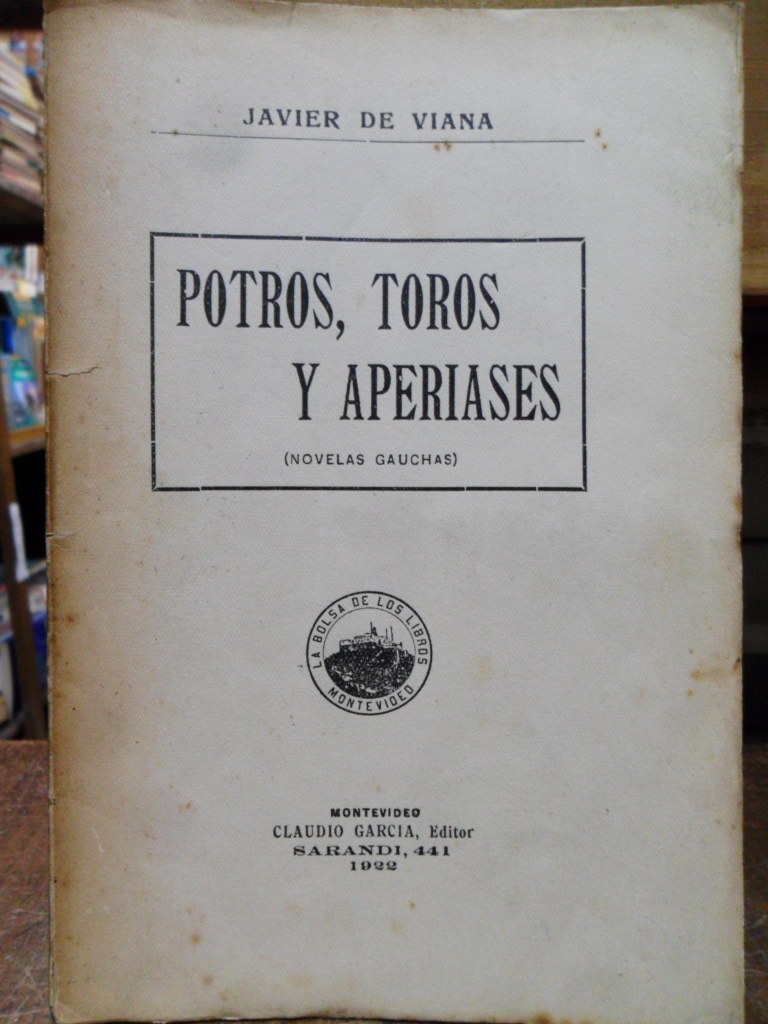 JAVIER DE VIANA
POTROS, TOROS
Y APERIASES
(NOVELAS GAUCHAS)
LA BOLSA DE LOS LIBROS
MONTEVIDEO
MONTEVIDEO
CLAUDIO GARCIA, Editor
SARANDI, 441
1922